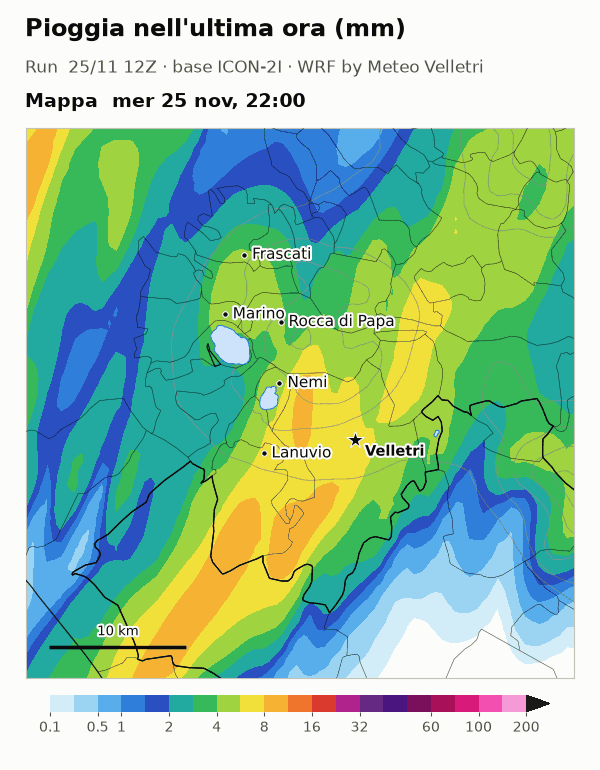 Pioggia nell'ultima ora (mm)
Run  25/11 12Z · base ICON-2I · WRF by Meteo Velletri
Mappa  mer 25 nov, 22:00
Frascati
Marino
Rocca di Papa
Nemi
Velletri
Lanuvio
10 km
0.1 0.5 1 2 4 8 16 32 60 100 200